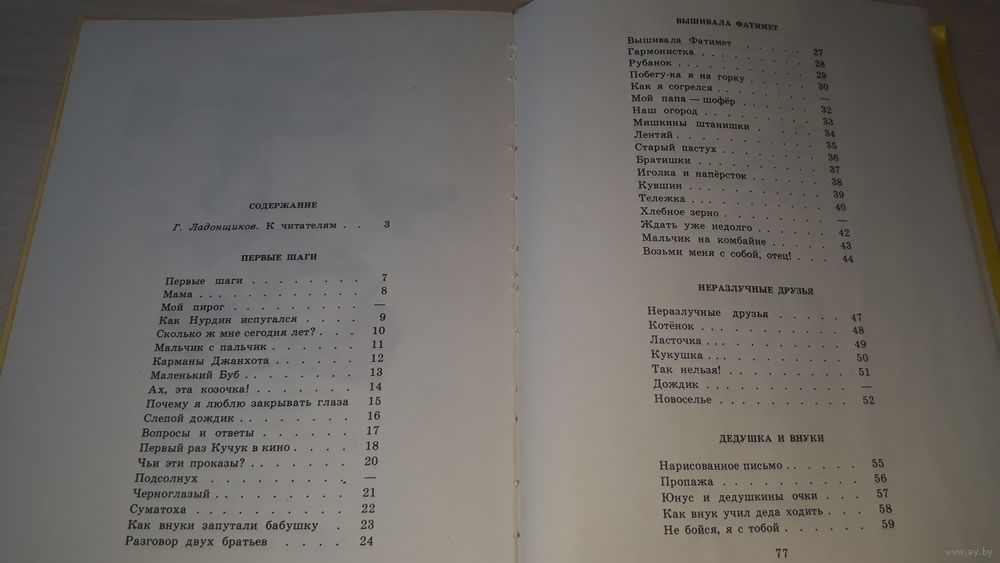 СОДЕРЖАНИЕ
Г. Ладонщиков. К читателям . . 3
ПЕРВЫЕ ШАГИ
Первые шаги . . . . . . . . 7
Мама . . . . . . . . . . . . 8
Мой пирог . . . . . . . . . —
Как Нурдин испугался . . . . 9
Сколько ж мне сегодня лет? . . . 10
Мальчик с пальчик . . . . . . . 11
Карманы Джанхота . . . . . . . 12
Маленький Буб . . . . . . . . . 13
Ах, эта козочка! . . . . . . . 14
Почему я люблю закрывать глаза 15
Слепой дождик . . . . . . . . . 16
Вопросы и ответы . . . . . . 17
Первый раз Кучук в кино . . . . 18
Чьи эти проказы? . . . . . . . 20
Подсолнух . . . . . . . . . —
Черноглазый . . . . . . . . . . 21
Суматоха . . . . . . . . . . . 22
Как внуки запутали бабушку . 23
Разговор двух братьев . . . . 24
ВЫШИВАЛА ФАТИМЕТ
Вышивала Фатимет . . . . . 27
Гармонистка . . . . . . . . 28
Рубанок . . . . . . . . . . 29
Побегу-ка я на горку . . . . 30
Как я согрелся . . . . . . . —
Мой папа — шофёр . . . . . 32
Наш огород . . . . . . . . . 33
Мишкины штанишки . . . . . 34
Лентяй . . . . . . . . . . . 35
Старый пастух . . . . . . . 36
Братишки . . . . . . . . . . 37
Иголка и напёрсток . . . . . 38
Кувшин . . . . . . . . . . . 39
Тележка . . . . . . . . . . 40
Хлебное зерно . . . . . . . —
Ждать уже недолго . . . . . 42
Мальчик на комбайне . . . . 43
Возьми меня с собой, отец! . . . 44
НЕРАЗЛУЧНЫЕ ДРУЗЬЯ
Неразлучные друзья . . . . . 47
Котёнок . . . . . . . . . . 48
Ласточка . . . . . . . . . . 49
Кукушка . . . . . . . . . . 50
Так нельзя! . . . . . . . . 51
Дождик . . . . . . . . . . —
Новоселье . . . . . . . . . 52
ДЕДУШКА И ВНУКИ
Нарисованное письмо . . . . . 55
Пропажа . . . . . . . . . . 56
Юнус и дедушкины очки . . . . 57
Как внук учил деда ходить . . . 58
Не бойся, я с тобой . . . . . . 59
77
www.ay.by